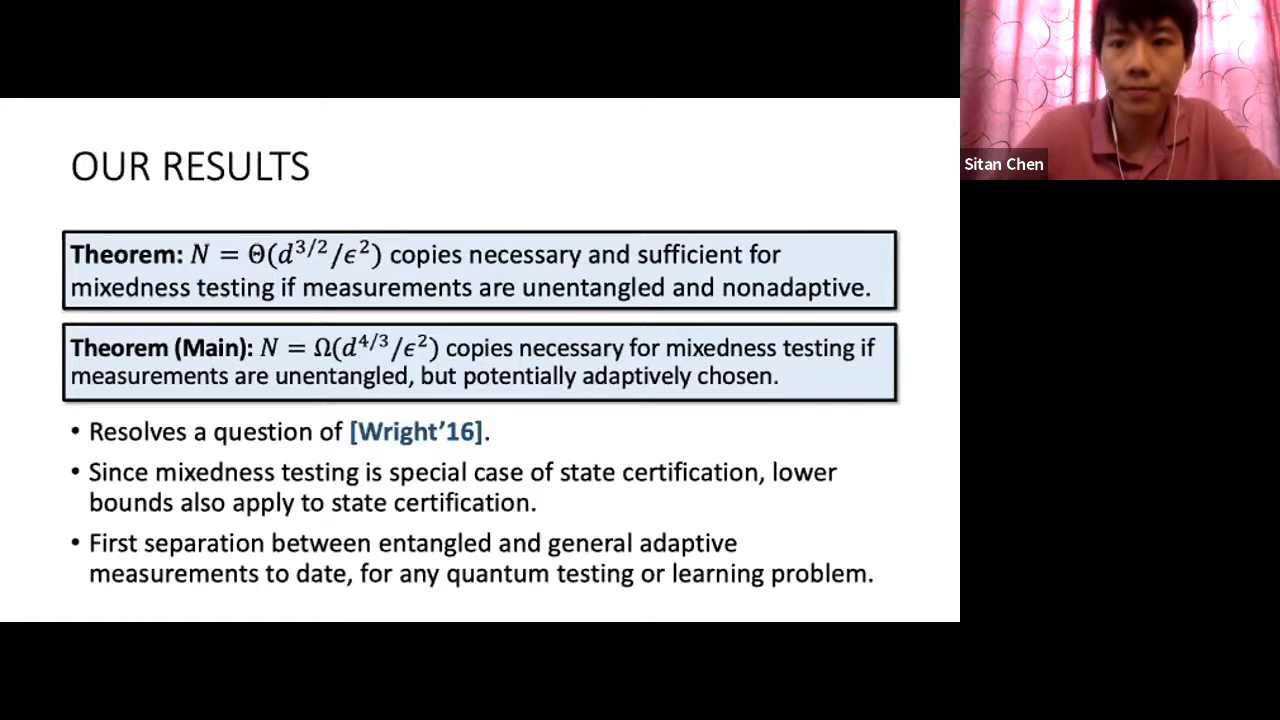 OUR RESULTS
Theorem: N = Θ(d^{3/2}/ϵ^2) copies necessary and sufficient for
mixedness testing if measurements are unentangled and nonadaptive.
Theorem (Main): N = Ω(d^{4/3}/ϵ^2) copies necessary for mixedness testing if
measurements are unentangled, but potentially adaptively chosen.
• Resolves a question of [Wright’16].
• Since mixedness testing is special case of state certification, lower
bounds also apply to state certification.
• First separation between entangled and general adaptive
measurements to date, for any quantum testing or learning problem.
Sitan Chen